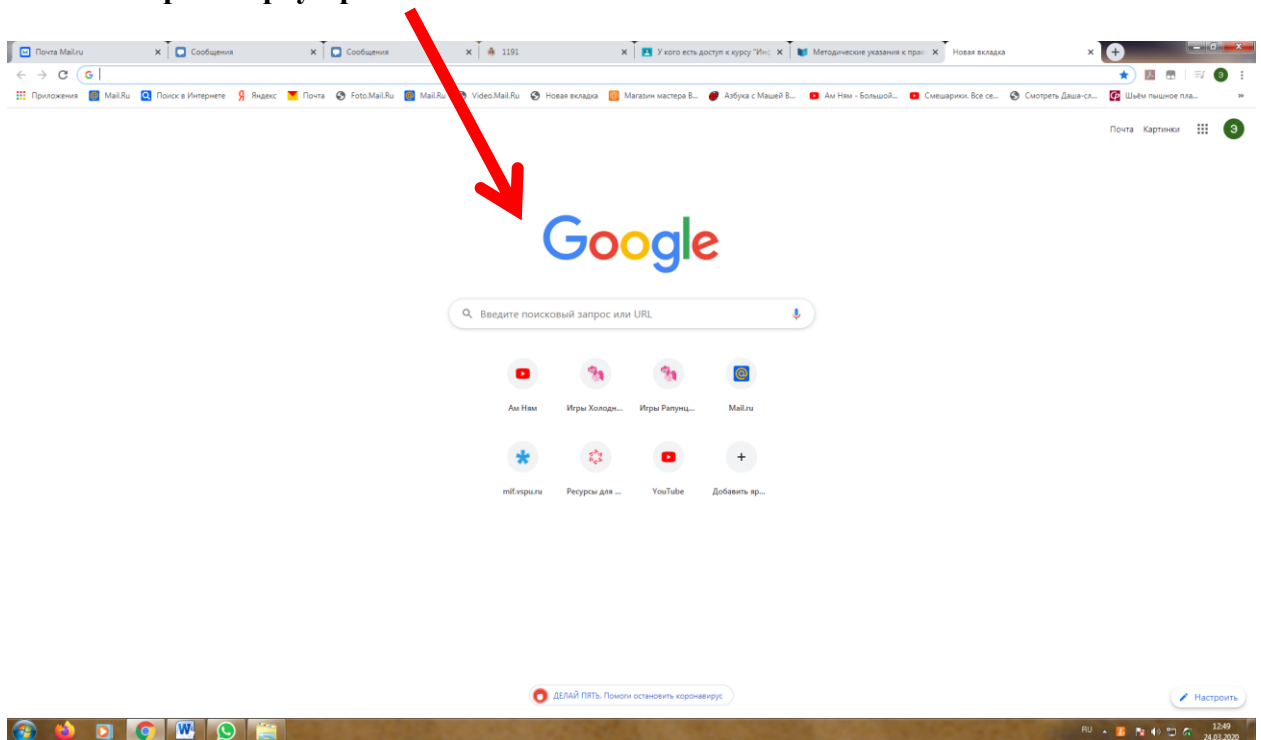 Почта Mail.ru
Сообщения
Сообщения
1191
У кого есть доступ к курсу "Инс
Методические указания к прак
Новая вкладка
Приложения Mail.Ru Поиск в Интернете Яндекс Почта Foto.Mail.Ru Mail.Ru Video.Mail.Ru Новая вкладка Магазин мастера В... Азбука с Машей В... Ам Ням - Большой... Смешарики. Все се... Смотреть Даша-сл... Шьём пышное пла...
Почта Картинки Э
Google
Введите поисковый запрос или URL
Ам Ням Игры Холодн... Игры Рапунц... Mail.ru
mif.vspu.ru Ресурсы для ... YouTube Добавить яр...
ДЕЛАЙ ПЯТЬ. Помоги остановить коронавирус
Настроить
RU
12:49
24.03.2020